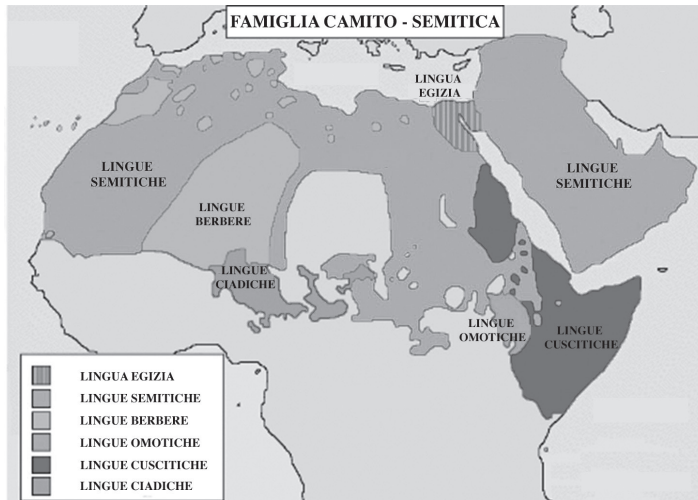 FAMIGLIA CAMITO - SEMITICA
LINGUA
EGIZIA
LINGUE
SEMITICHE
LINGUE
SEMITICHE
LINGUE
BERBERE
LINGUE
CIADICHE
LINGUE
OMOTICHE
LINGUE
CUSCITICHE
LINGUA EGIZIA
LINGUE SEMITICHE
LINGUE BERBERE
LINGUE OMOTICHE
LINGUE CUSCITICHE
LINGUE CIADICHE